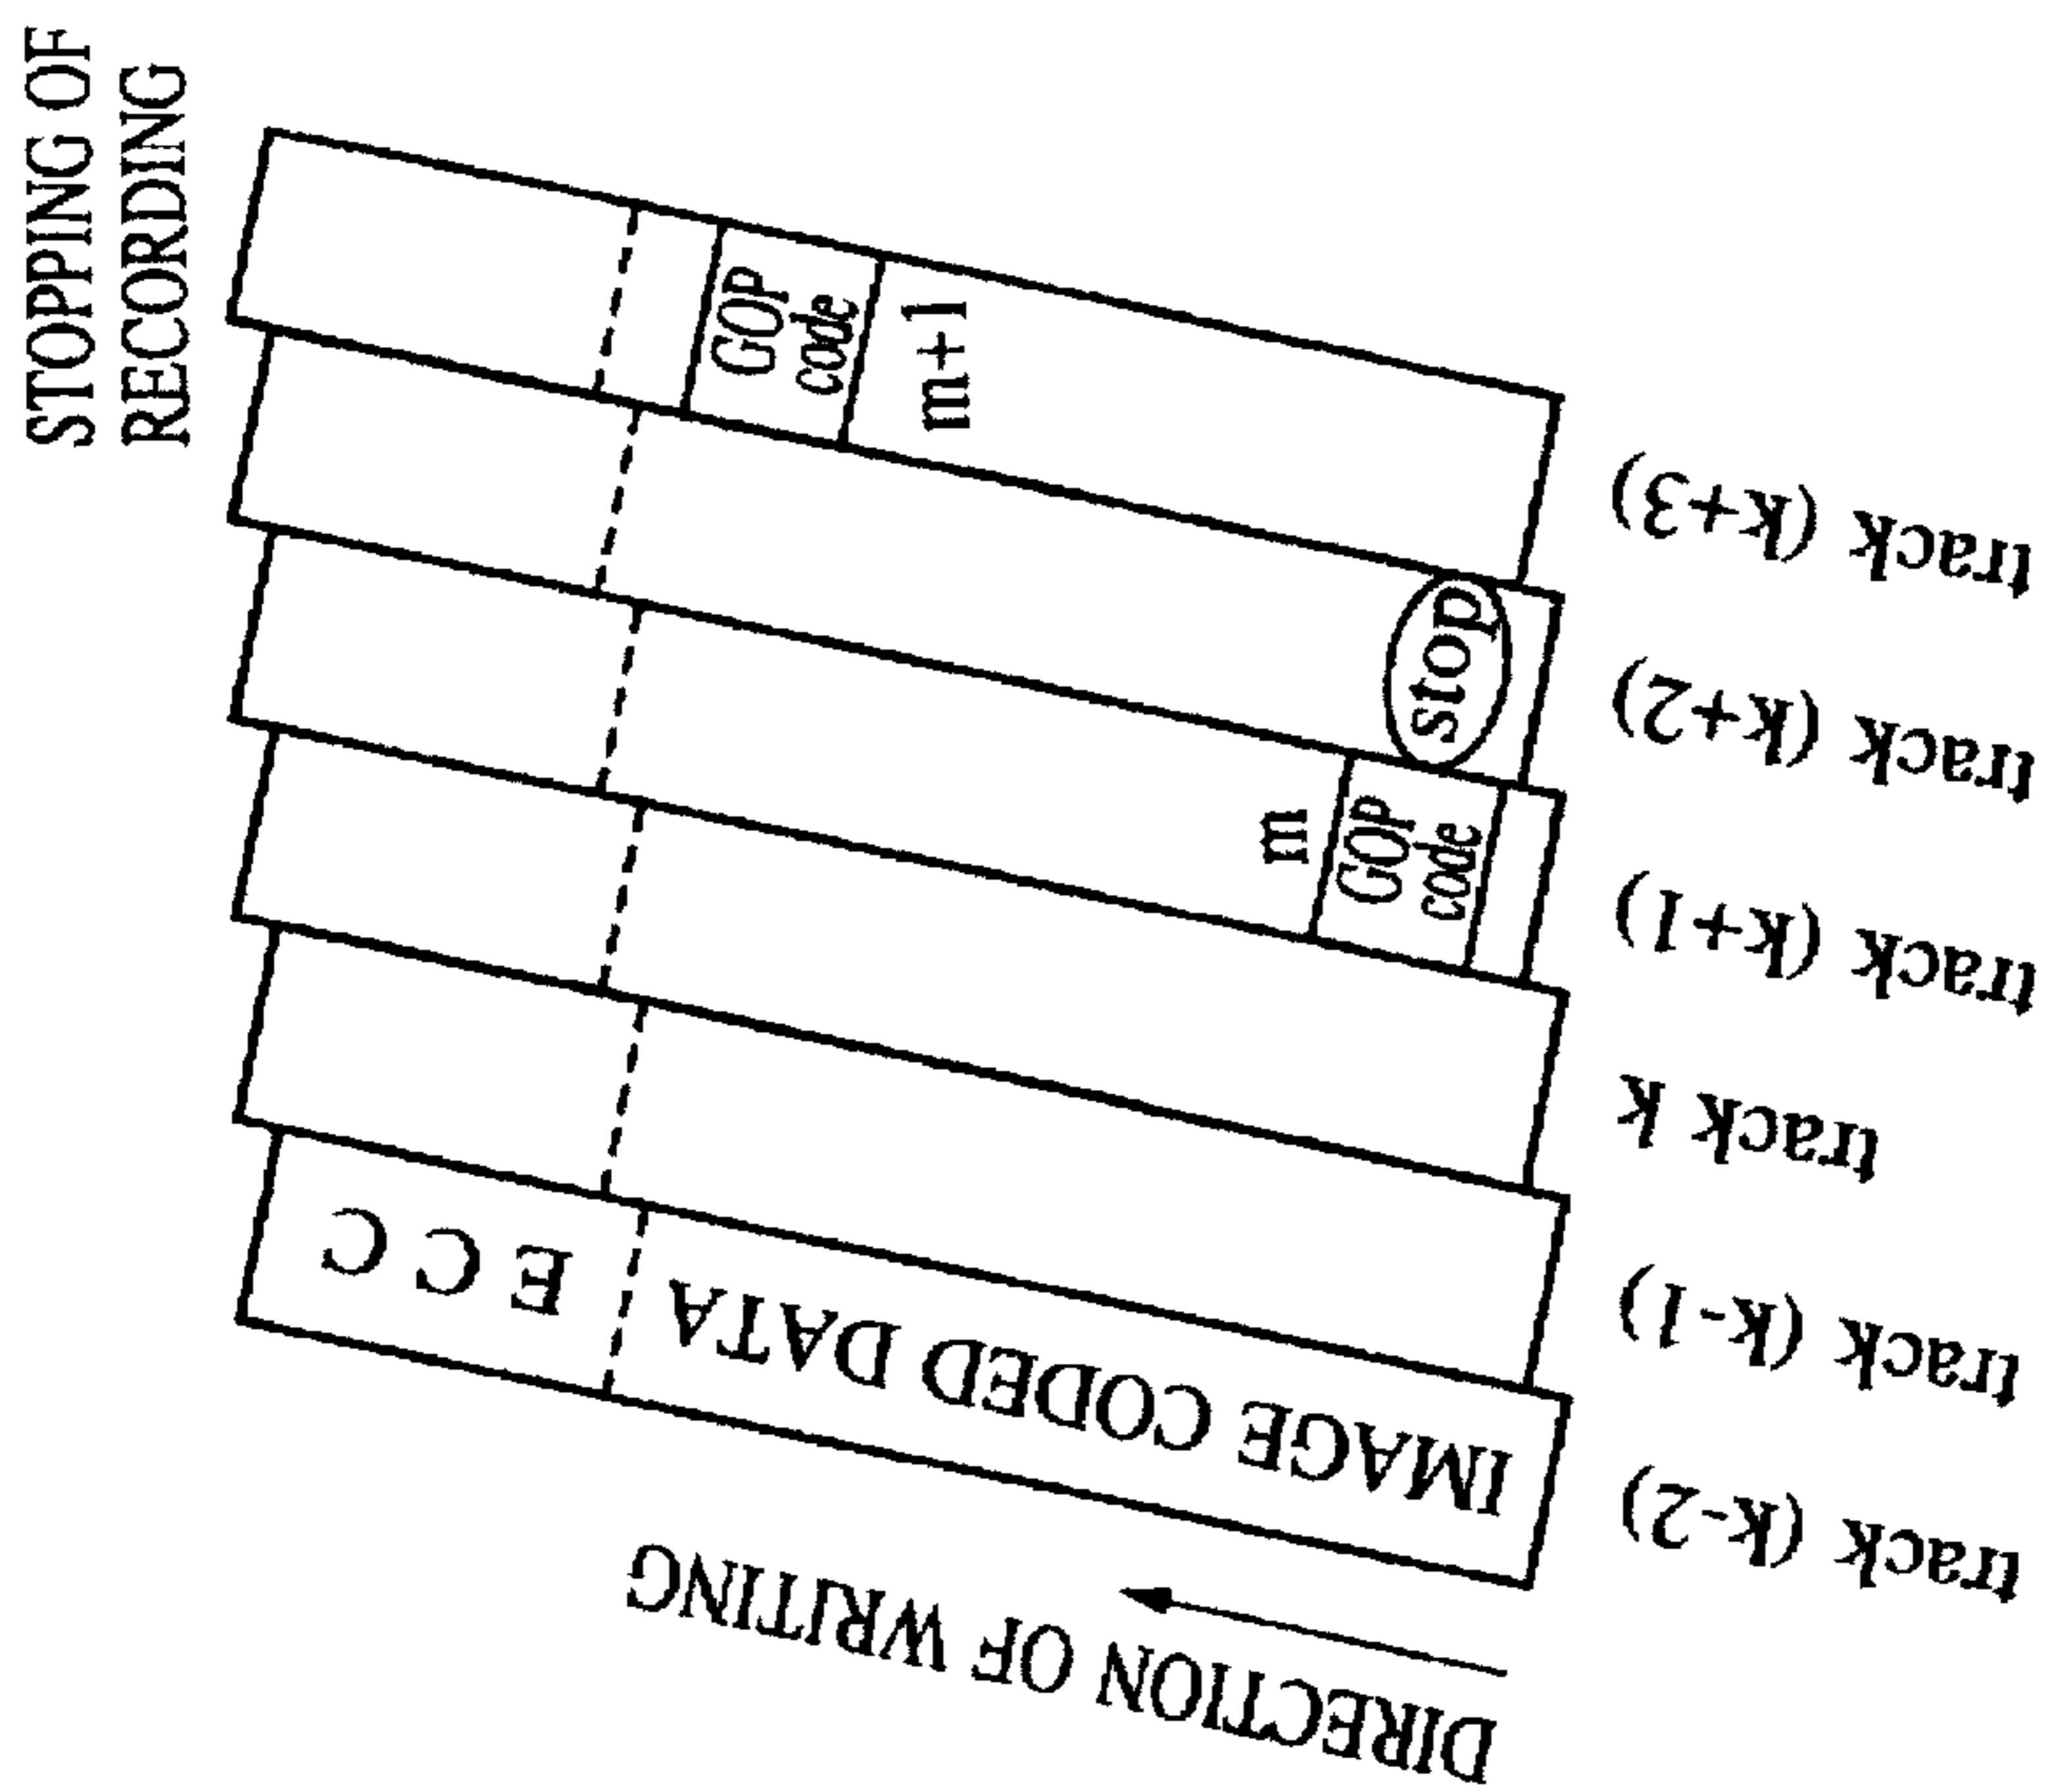 STOPPING OF
RECORDING
GOP
code
m+1
track (k+3)
stop
track (k+2)
m
GOP
code
track (k+1)
track k
track (k-1)
ECC
IMAGE CODED DATA
track (k-2)
DIRECTION OF WRITING